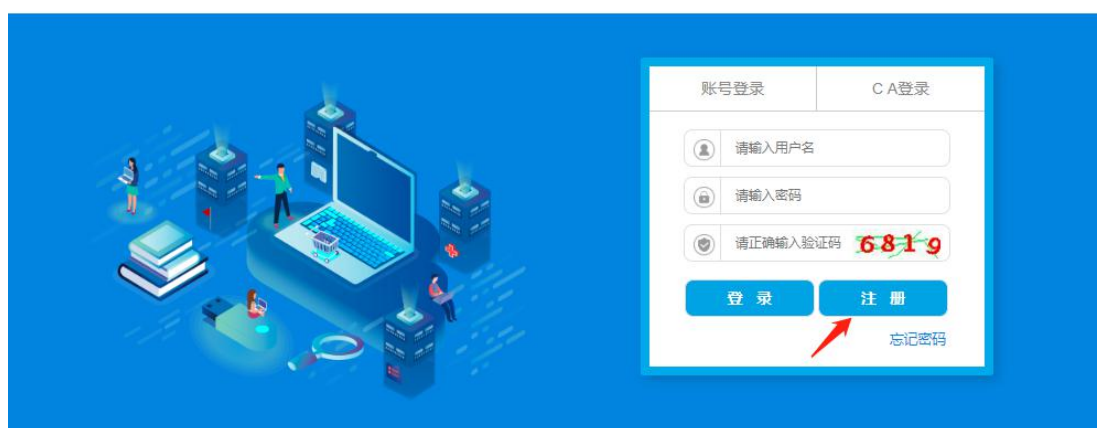 账号登录 CA登录
请输入用户名
请输入密码
请正确输入验证码 6819
登 录 注 册
忘记密码